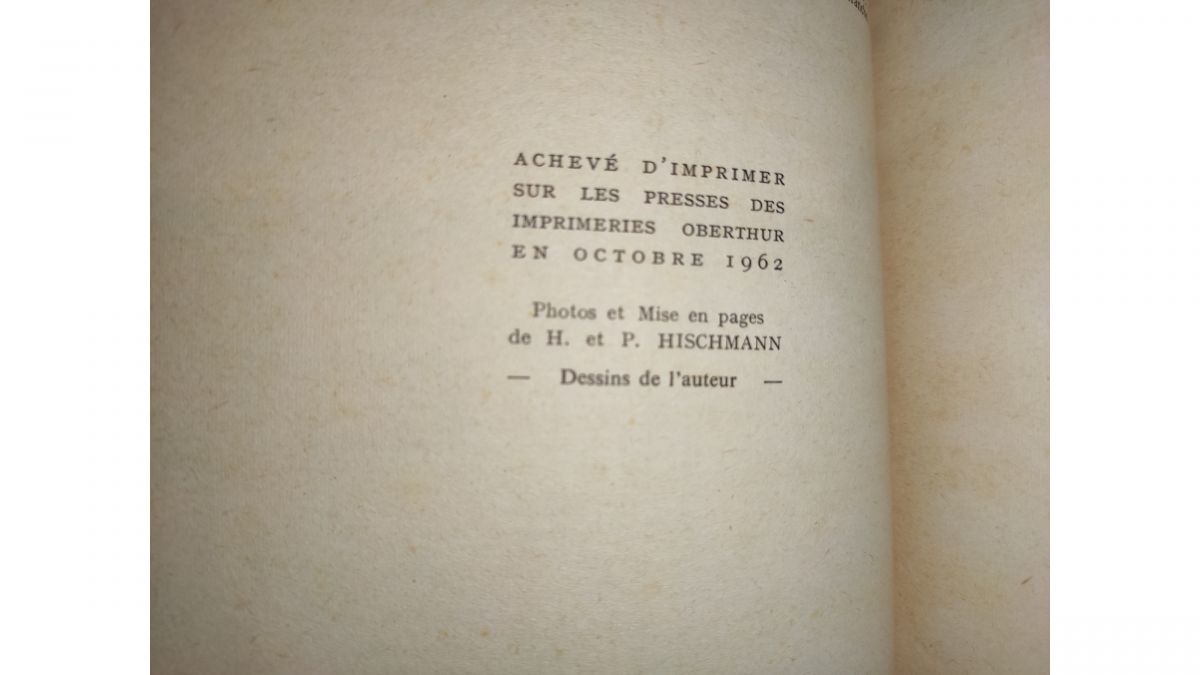 ACHEVÉ D'IMPRIMER
SUR LES PRESSES DES
IMPRIMERIES OBERTHUR
EN OCTOBRE 1962
Photos et Mise en pages
de H. et P. HISCHMANN
— Dessins de l'auteur —